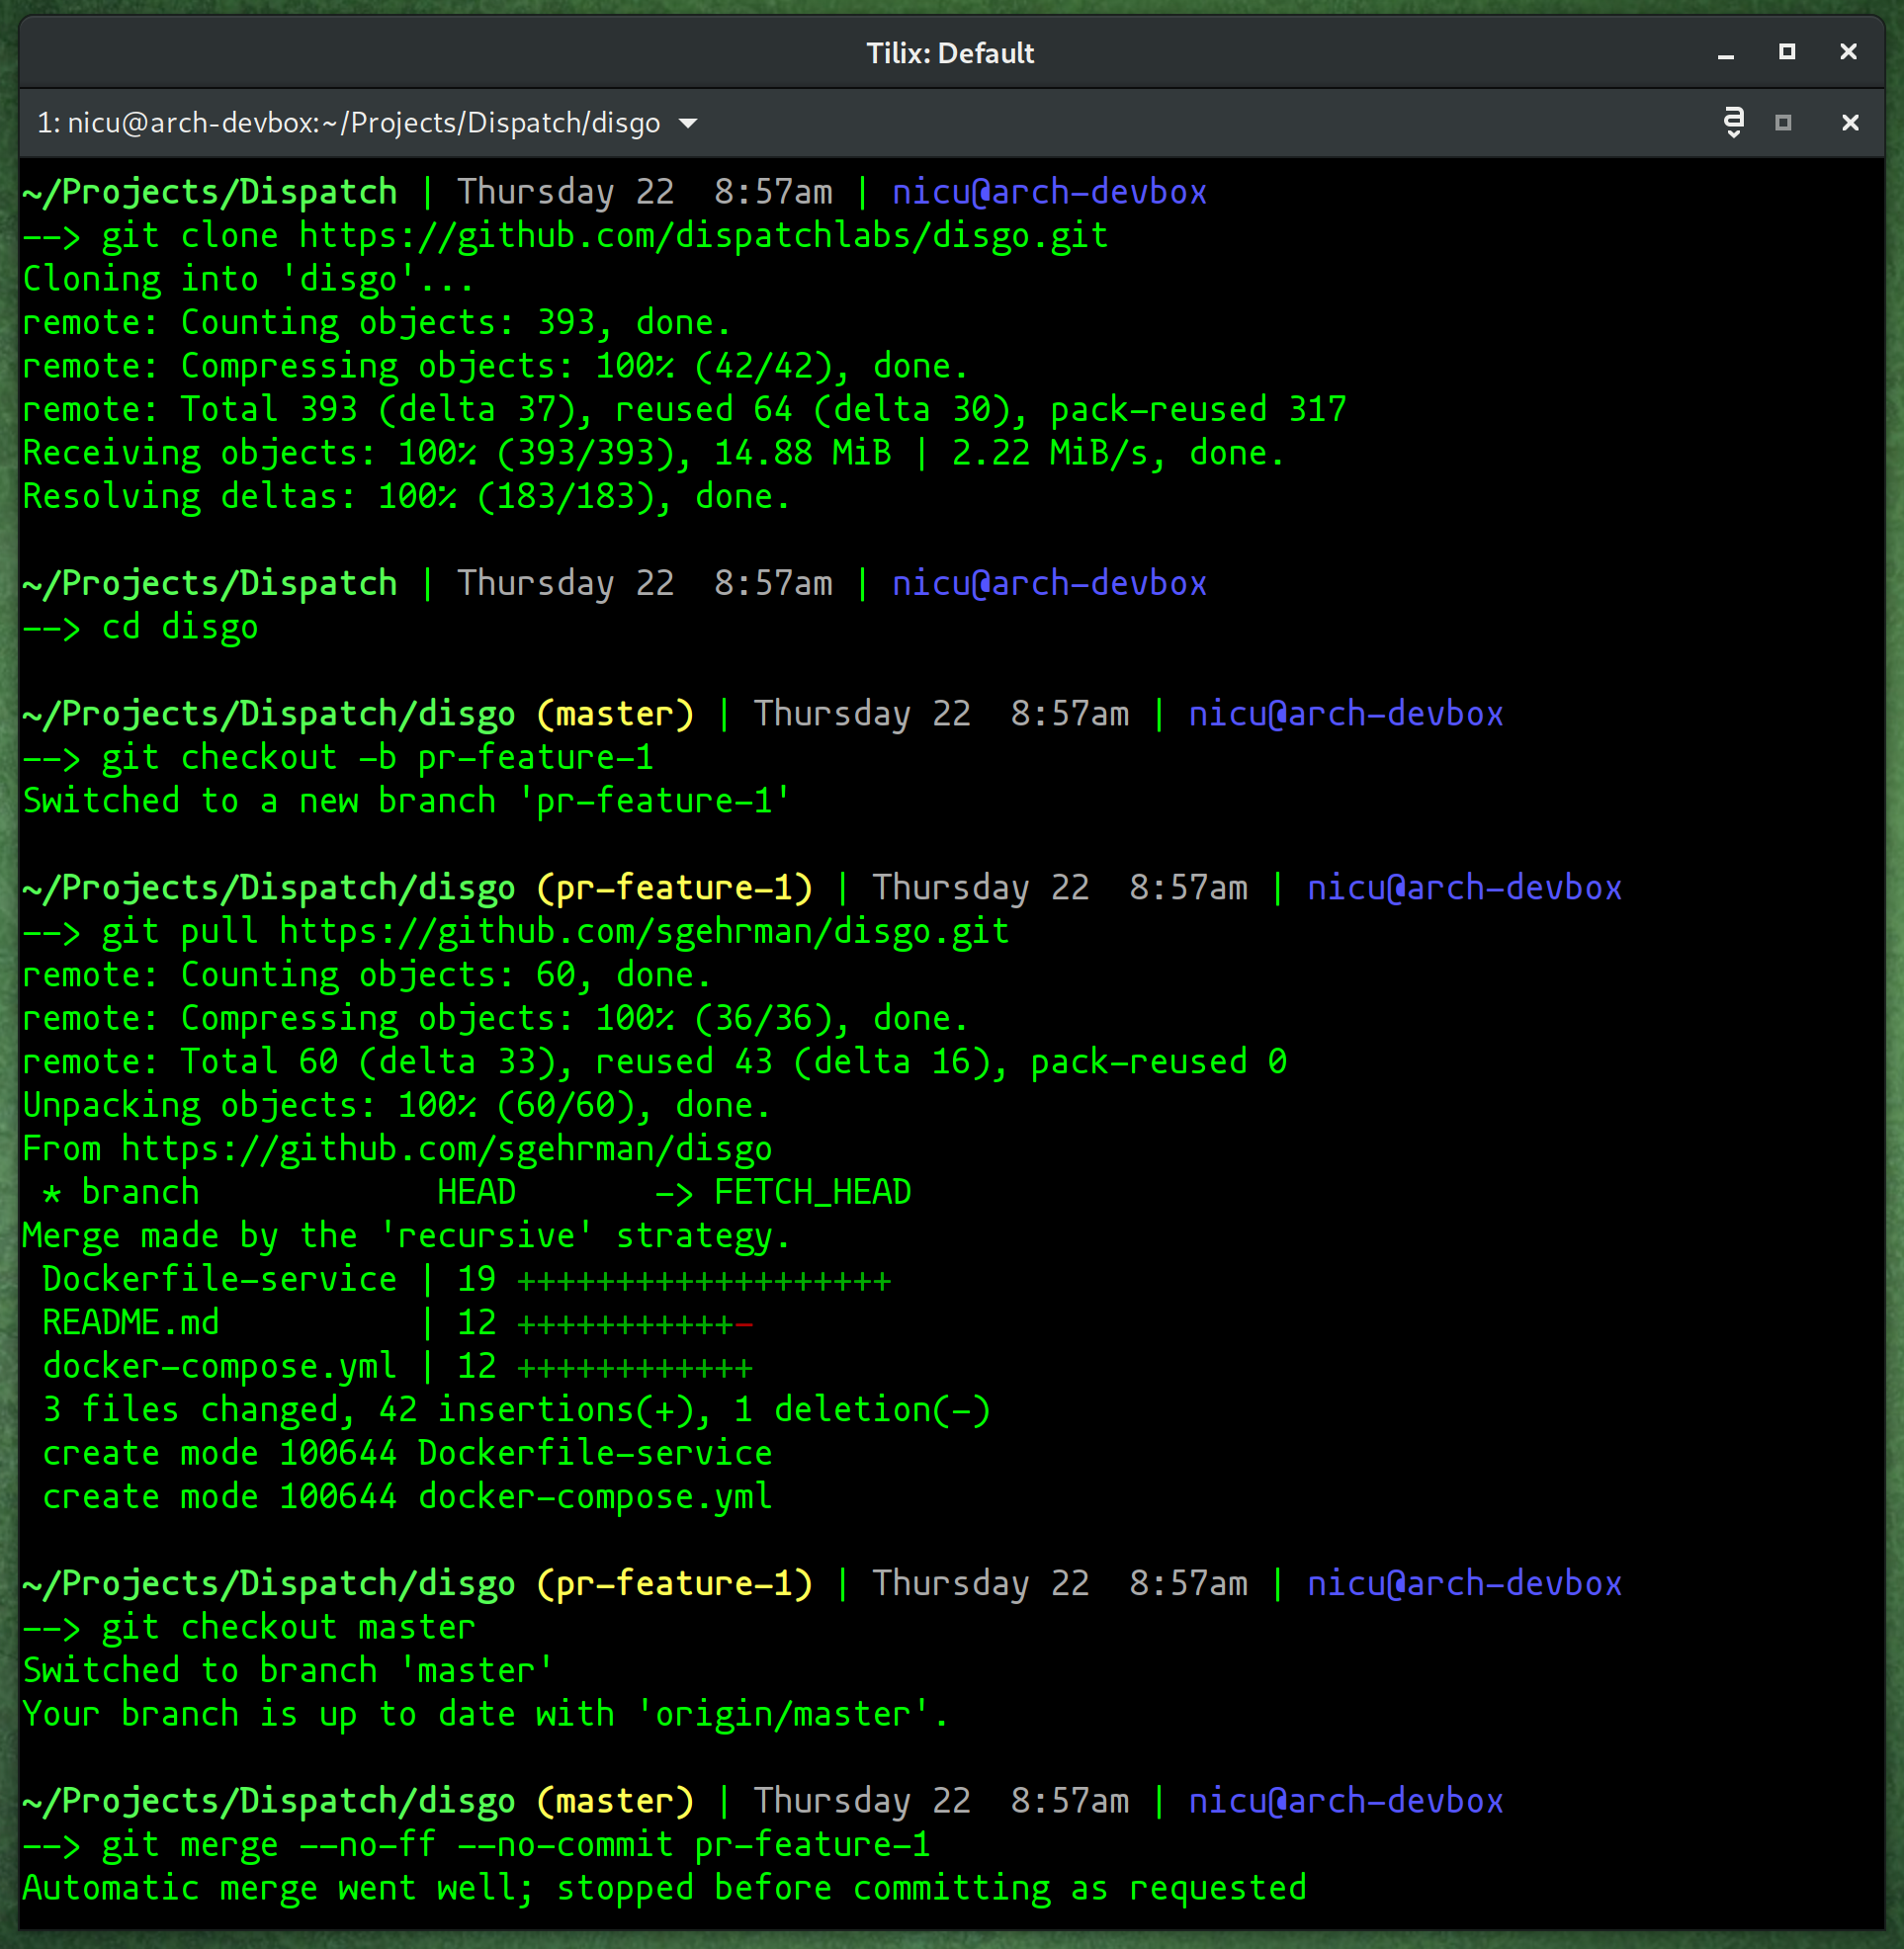 Tilix: Default
1: nicu@arch-devbox:~/Projects/Dispatch/disgo
~/Projects/Dispatch | Thursday 22  8:57am | nicu@arch-devbox
--> git clone https://github.com/dispatchlabs/disgo.git
Cloning into 'disgo'...
remote: Counting objects: 393, done.
remote: Compressing objects: 100% (42/42), done.
remote: Total 393 (delta 37), reused 64 (delta 30), pack-reused 317
Receiving objects: 100% (393/393), 14.88 MiB | 2.22 MiB/s, done.
Resolving deltas: 100% (183/183), done.
~/Projects/Dispatch | Thursday 22  8:57am | nicu@arch-devbox
--> cd disgo
~/Projects/Dispatch/disgo (master) | Thursday 22  8:57am | nicu@arch-devbox
--> git checkout -b pr-feature-1
Switched to a new branch 'pr-feature-1'
~/Projects/Dispatch/disgo (pr-feature-1) | Thursday 22  8:57am | nicu@arch-devbox
--> git pull https://github.com/sgehrman/disgo.git
remote: Counting objects: 60, done.
remote: Compressing objects: 100% (36/36), done.
remote: Total 60 (delta 33), reused 43 (delta 16), pack-reused 0
Unpacking objects: 100% (60/60), done.
From https://github.com/sgehrman/disgo
 * branch            HEAD       -> FETCH_HEAD
Merge made by the 'recursive' strategy.
 Dockerfile-service | 19 +++++++++++++++++++
 README.md          | 12 +++++++++++-
 docker-compose.yml | 12 ++++++++++++
 3 files changed, 42 insertions(+), 1 deletion(-)
 create mode 100644 Dockerfile-service
 create mode 100644 docker-compose.yml
~/Projects/Dispatch/disgo (pr-feature-1) | Thursday 22  8:57am | nicu@arch-devbox
--> git checkout master
Switched to branch 'master'
Your branch is up to date with 'origin/master'.
~/Projects/Dispatch/disgo (master) | Thursday 22  8:57am | nicu@arch-devbox
--> git merge --no-ff --no-commit pr-feature-1
Automatic merge went well; stopped before committing as requested